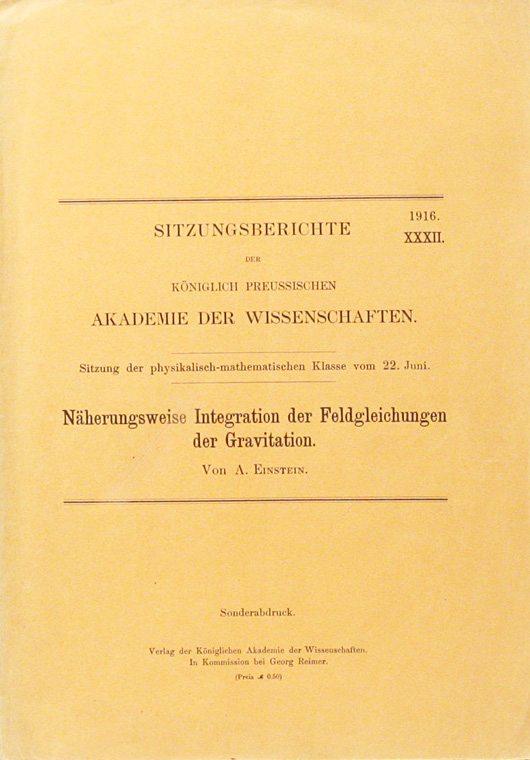 1916.
SITZUNGSBERICHTE XXXII.
DER
KÖNIGLICH PREUSSISCHEN
AKADEMIE DER WISSENSCHAFTEN.
Sitzung der physikalisch-mathematischen Klasse vom 22. Juni.
Näherungsweise Integration der Feldgleichungen
der Gravitation.
Von A. EINSTEIN.
Sonderabdruck.
Verlag der Königlichen Akademie der Wissenschaften.
In Kommission bei Georg Reimer.
(Preis ℳ 0.50)